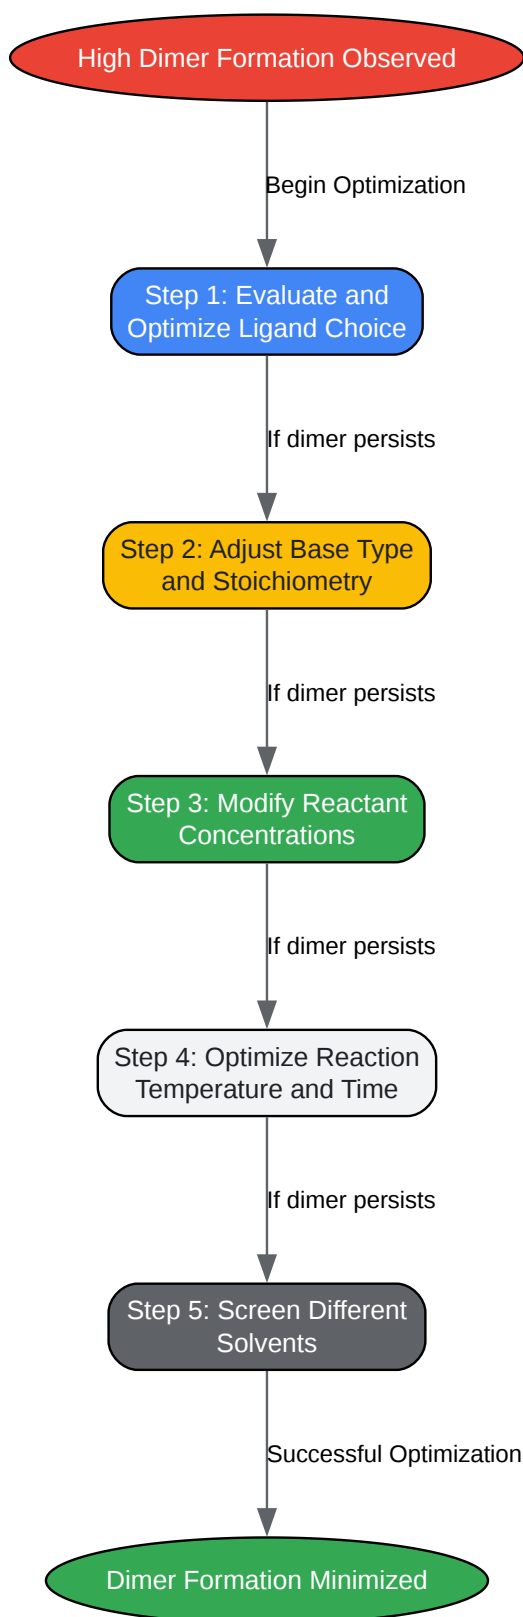 High Dimer Formation Observed
Begin Optimization
Step 1: Evaluate and
Optimize Ligand Choice
If dimer persists
Step 2: Adjust Base Type
and Stoichiometry
If dimer persists
Step 3: Modify Reactant
Concentrations
If dimer persists
Step 4: Optimize Reaction
Temperature and Time
If dimer persists
Step 5: Screen Different
Solvents
Successful Optimization
Dimer Formation Minimized